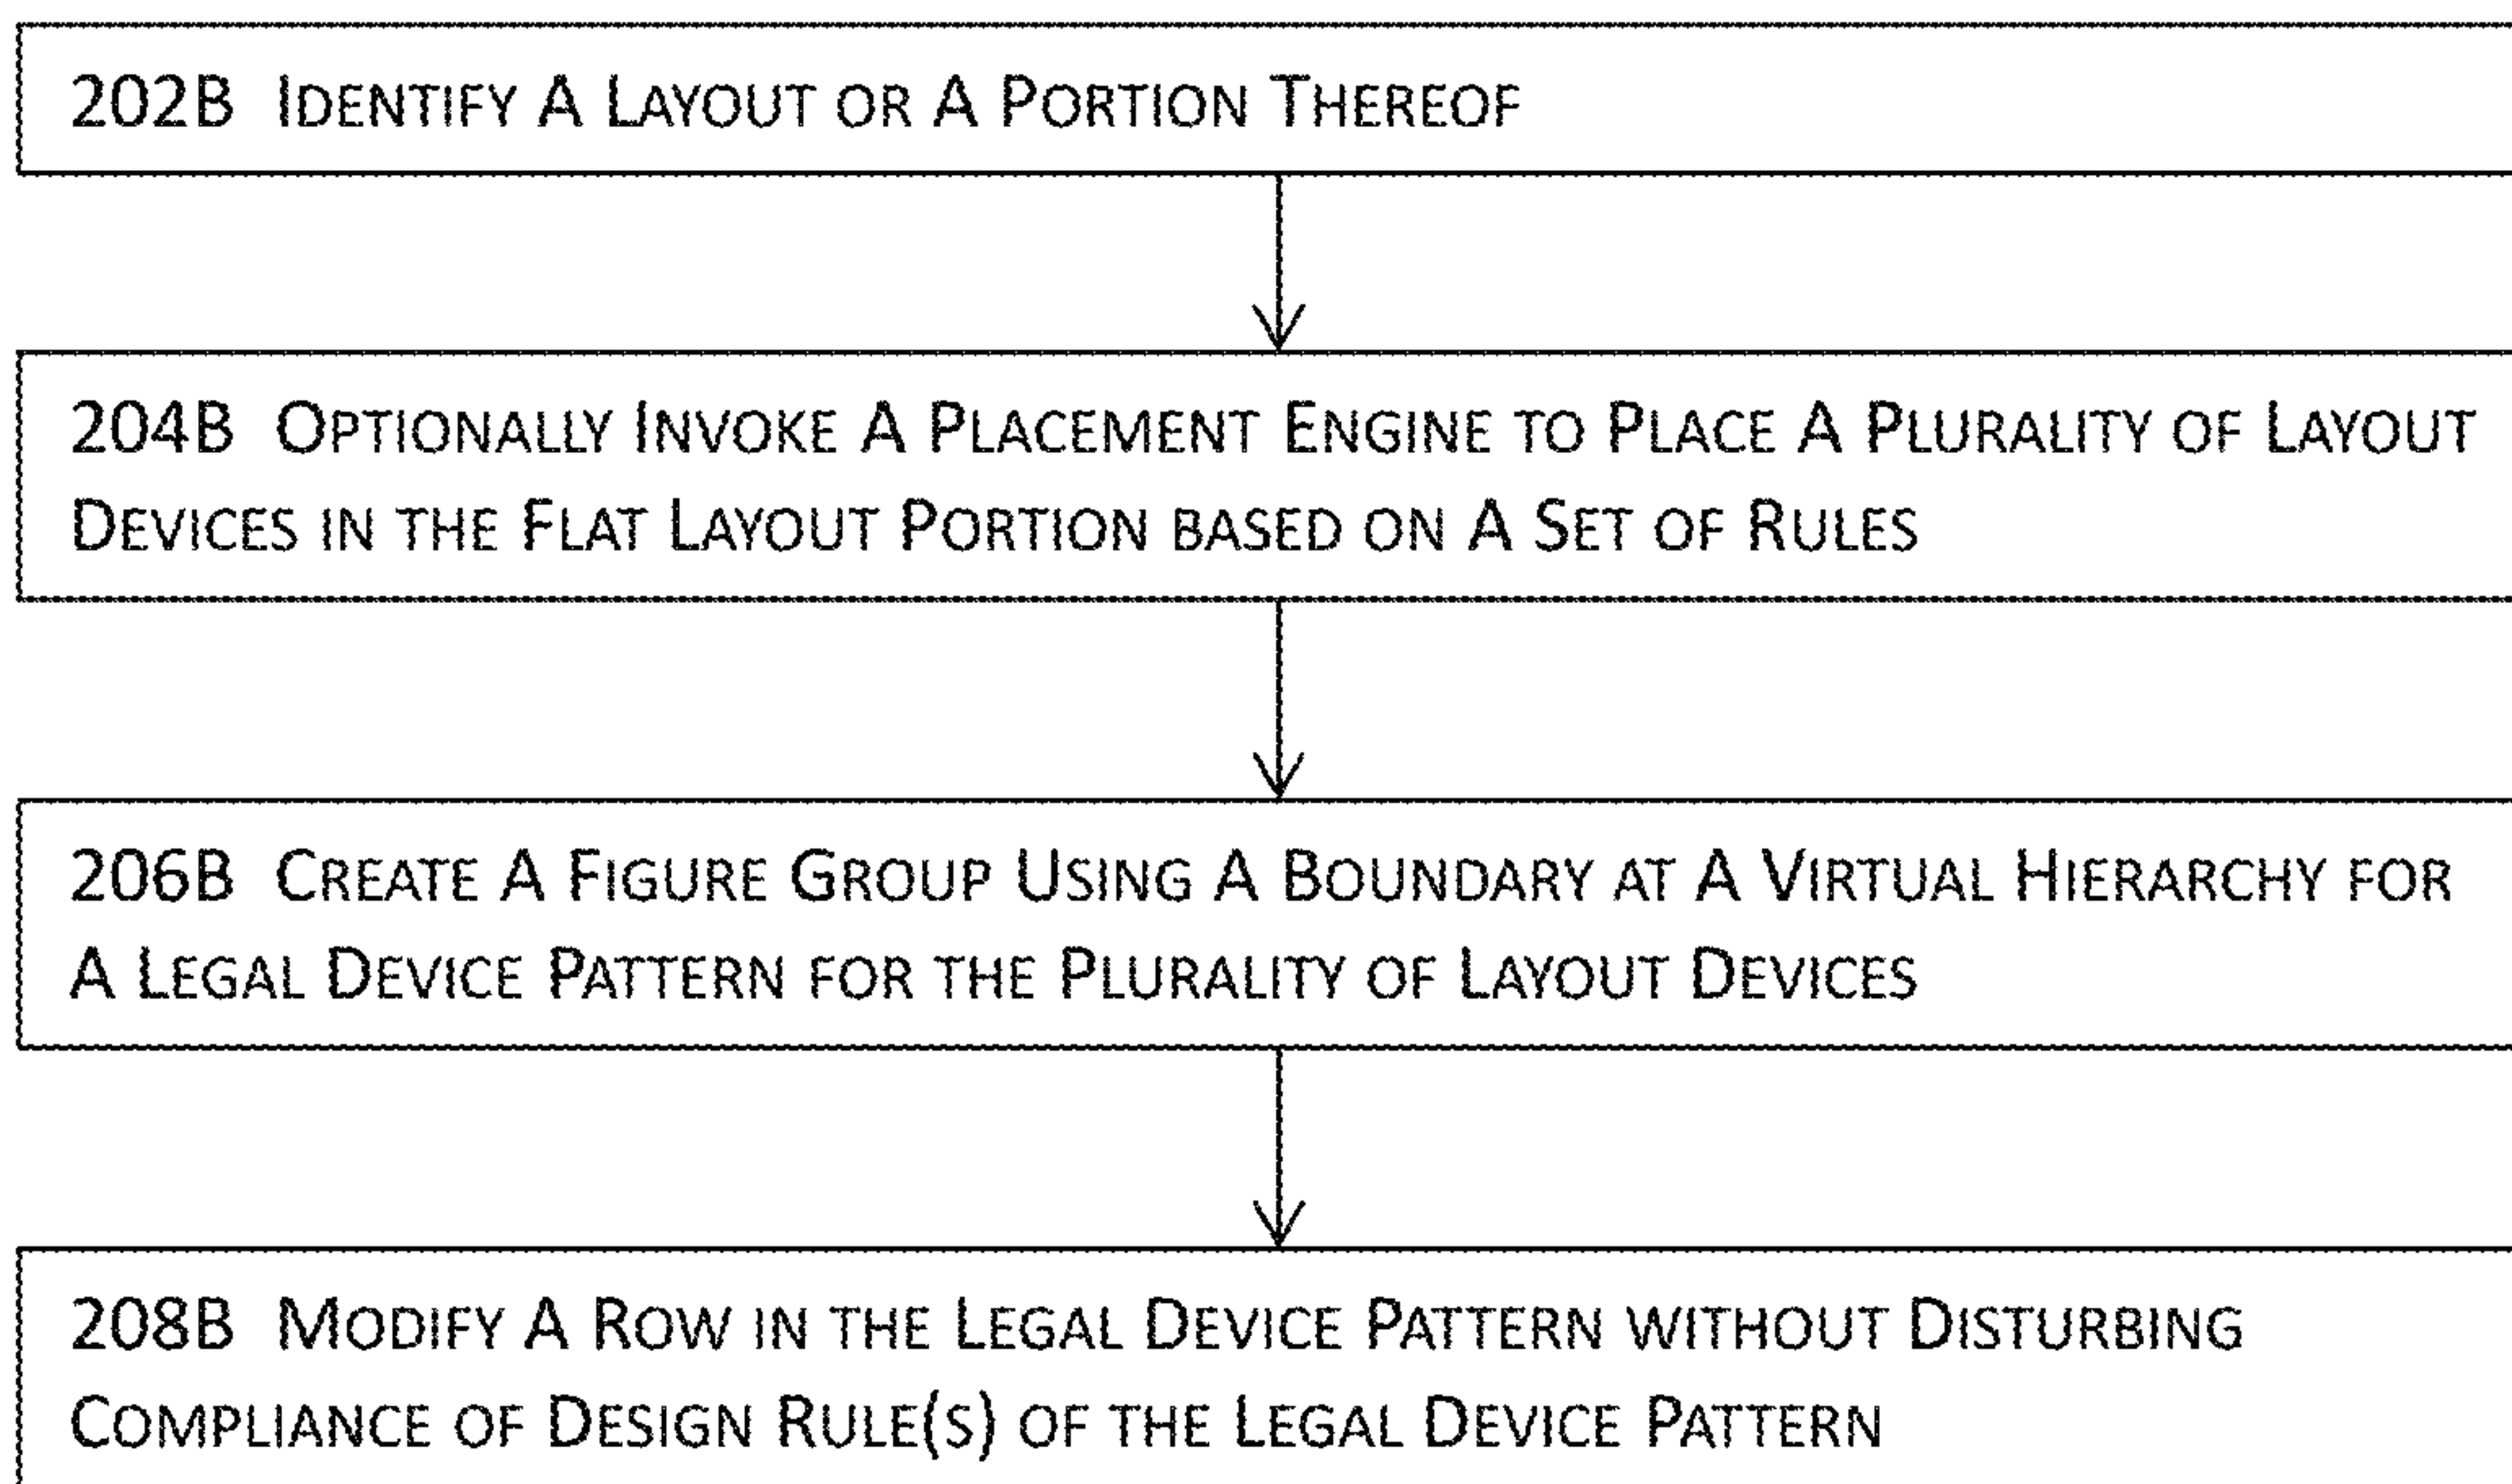 202B Identify A Layout or A Portion Thereof
204B Optionally Invoke A Placement Engine to Place A Plurality of Layout
Devices in the Flat Layout Portion based on A Set of Rules
206B Create A Figure Group Using A Boundary at A Virtual Hierarchy for
A Legal Device Pattern for the Plurality of Layout Devices
208B Modify A Row in the Legal Device Pattern without Disturbing
Compliance of Design Rule(s) of the Legal Device Pattern